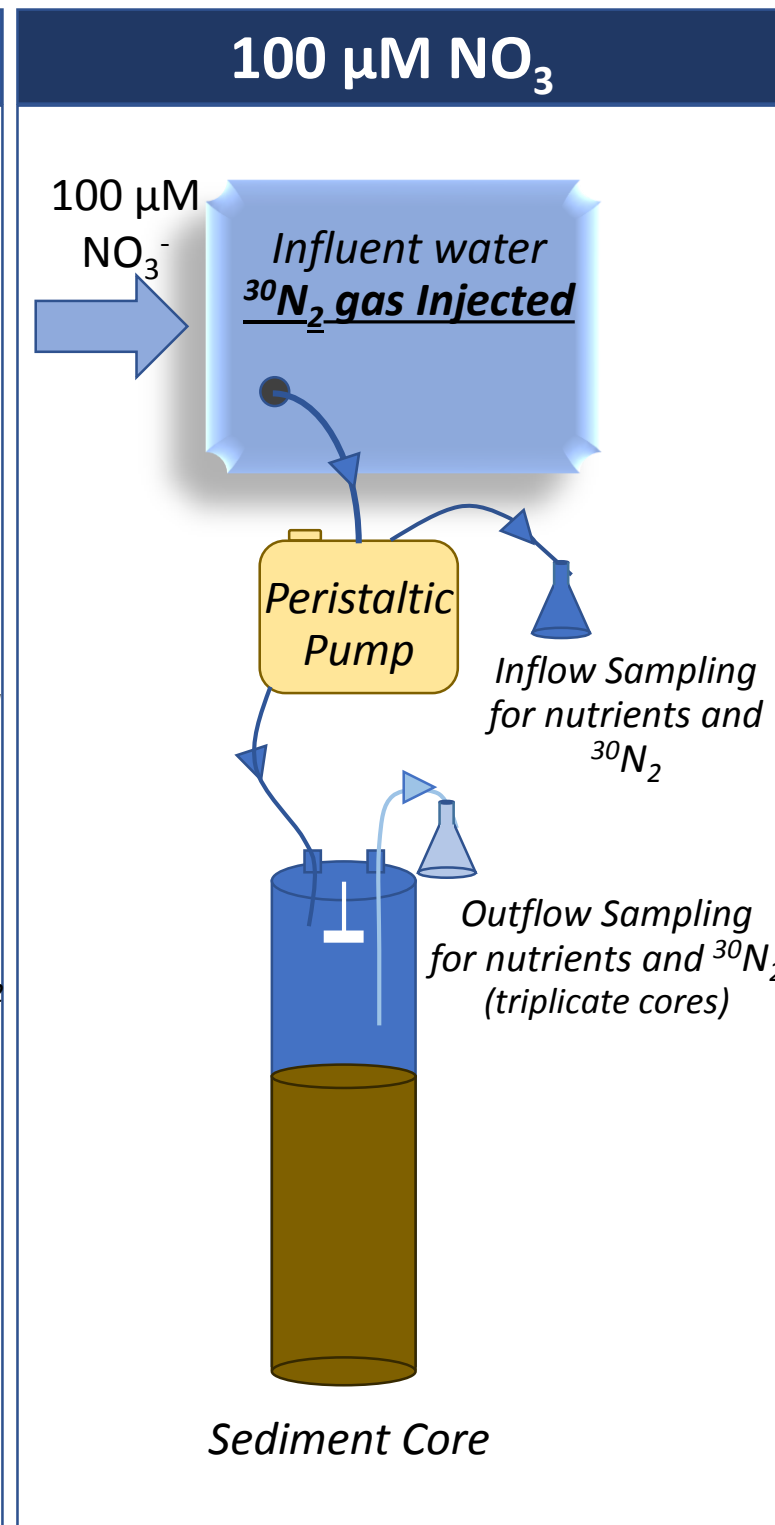 100 μM NO₃
100 μM
NO₃⁻
Influent water
³⁰N₂ gas Injected
Peristaltic
Pump
Inflow Sampling
for nutrients and
³⁰N₂
Outflow Sampling
for nutrients and ³⁰N₂
(triplicate cores)
Sediment Core